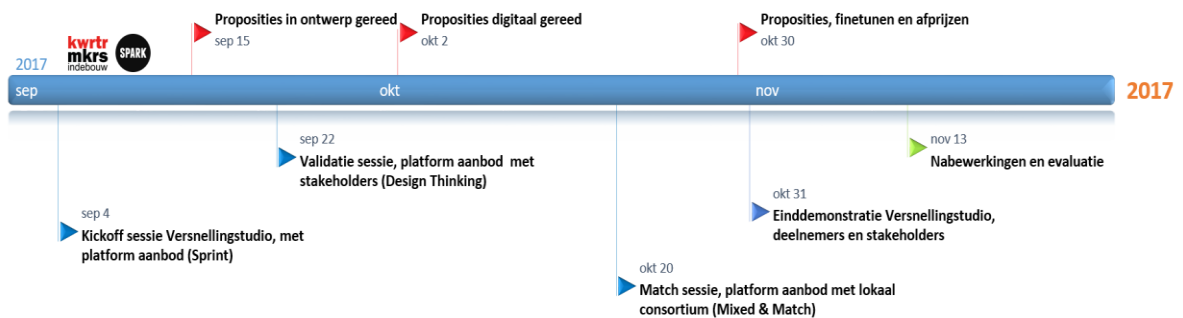 Proposities in ontwerp gereed
sep 15
Proposities digitaal gereed
okt 2
Proposities, finetunen en afprijzen
okt 30
kwrtr
mkrs
indebouw
SPARK
2017
sep
okt
nov
2017
sep 22
Validatie sessie, platform aanbod met
stakeholders (Design Thinking)
nov 13
Nabewerkingen en evaluatie
sep 4
Kickoff sessie Versnellingstudio, met
platform aanbod (Sprint)
okt 31
Einddemonstratie Versnellingstudio,
deelnemers en stakeholders
okt 20
Match sessie, platform aanbod met lokaal
consortium (Mixed & Match)